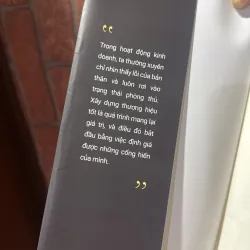 "
Trong hoạt động kinh
doanh, ta thường xuyên
chỉ nhìn thấy lỗi của bản
thân và luôn rơi vào
trạng thái phòng thủ.
Xây dựng thương hiệu
tốt là quá trình mang lại
giá trị, và điều đó bắt
đầu bằng việc định giá
được những cống hiến
của mình.
"